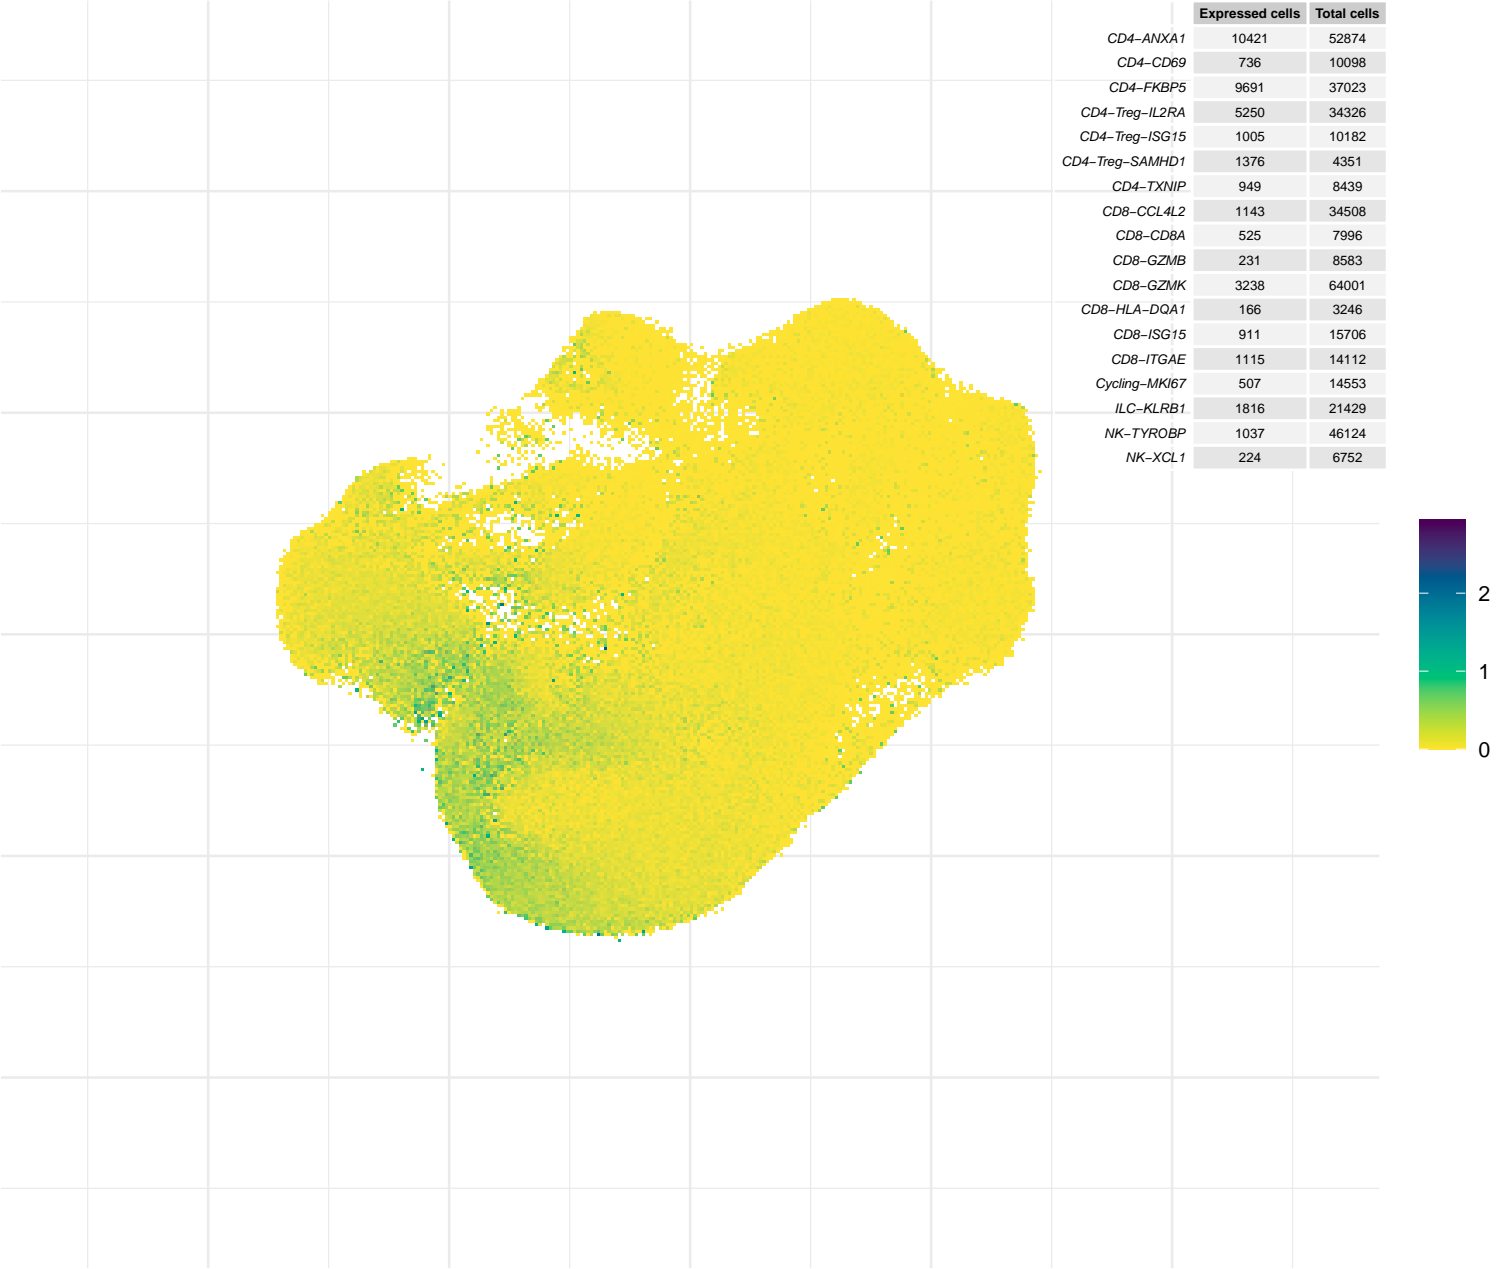 Expressed cells Total cells
CD4−ANXA1 10421 52874
CD4−CD69 736 10098
CD4−FKBP5 9691 37023
CD4−Treg−IL2RA 5250 34326
CD4−Treg−ISG15 1005 10182
CD4−Treg−SAMHD1 1376 4351
CD4−TXNIP 949 8439
CD8−CCL4L2 1143 34508
CD8−CD8A 525 7996
CD8−GZMB 231 8583
CD8−GZMK 3238 64001
CD8−HLA−DQA1 166 3246
CD8−ISG15 911 15706
CD8−ITGAE 1115 14112
Cycling−MKI67 507 14553
ILC−KLRB1 1816 21429
NK−TYROBP 1037 46124
NK−XCL1 224 6752
2
1
0